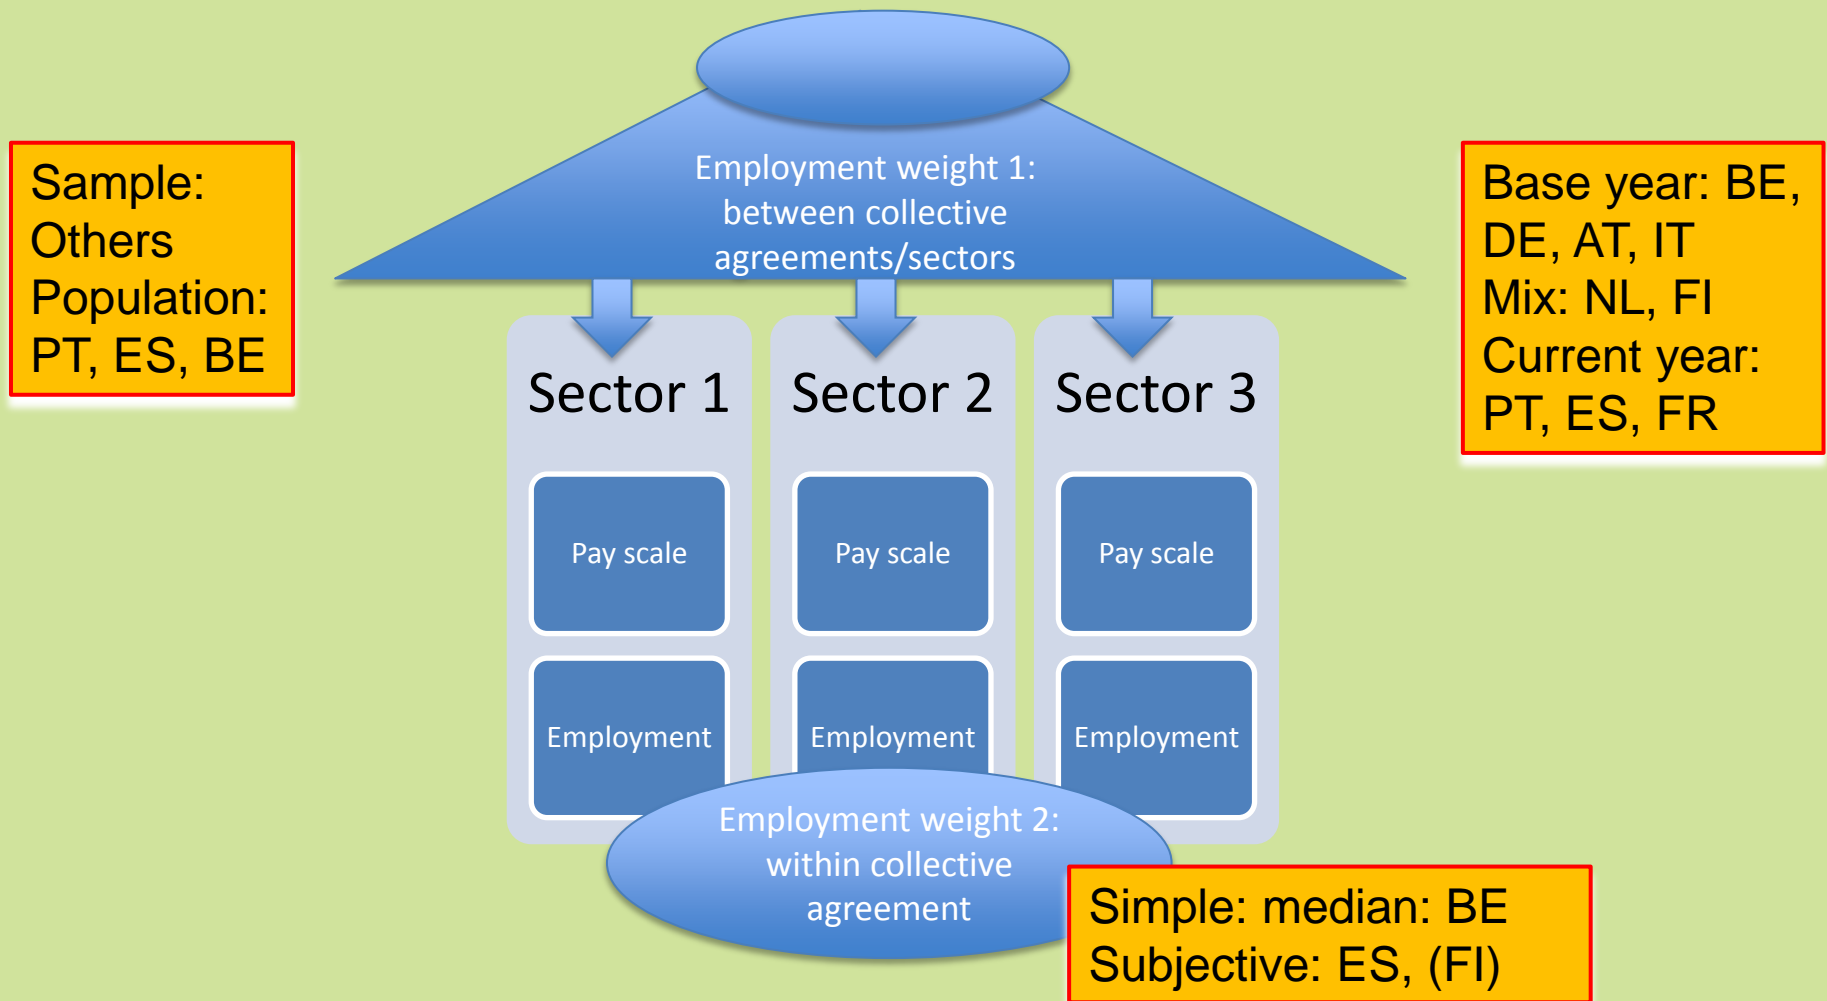 Employment weight 1:
between collective
agreements/sectors
Sample:
Others
Population:
PT, ES, BE
Base year: BE,
DE, AT, IT
Mix: NL, FI
Current year:
PT, ES, FR
Sector 1
Sector 2
Sector 3
Pay scale
Pay scale
Pay scale
Employment
Employment
Employment
Employment weight 2:
within collective
agreement
Simple: median: BE
Subjective: ES, (FI)